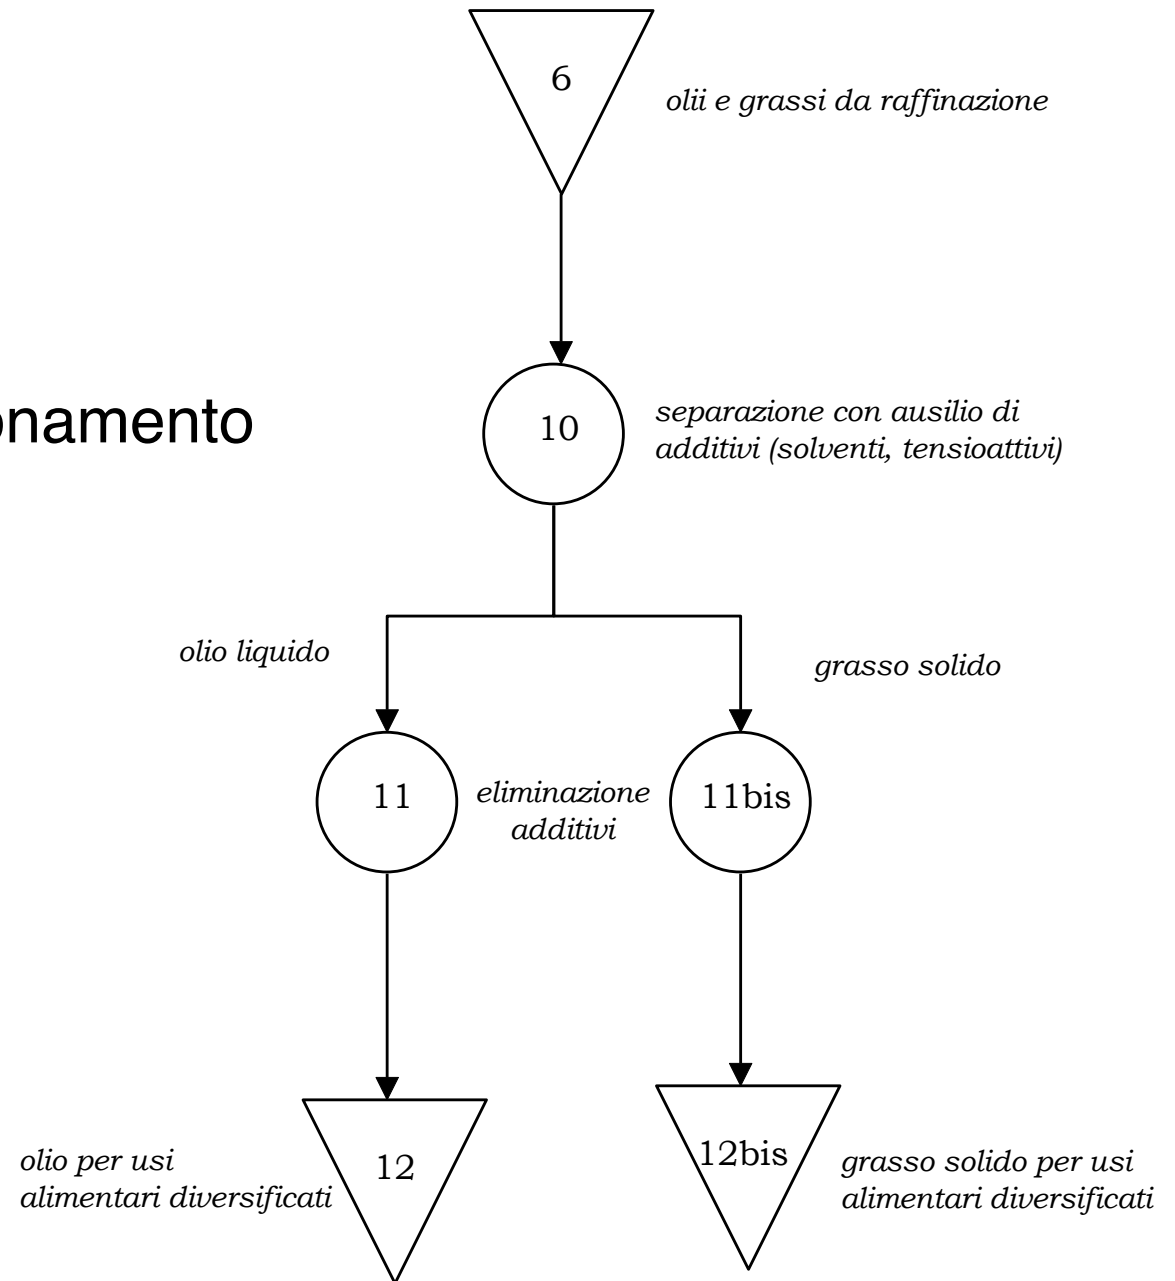 6
olii e grassi da raffinazione
onamento
10
separazione con ausilio di
additivi (solventi, tensioattivi)
olio liquido
grasso solido
11
eliminazione
additivi
11bis
olio per usi
alimentari diversificati
12
12bis
grasso solido per usi
alimentari diversificati